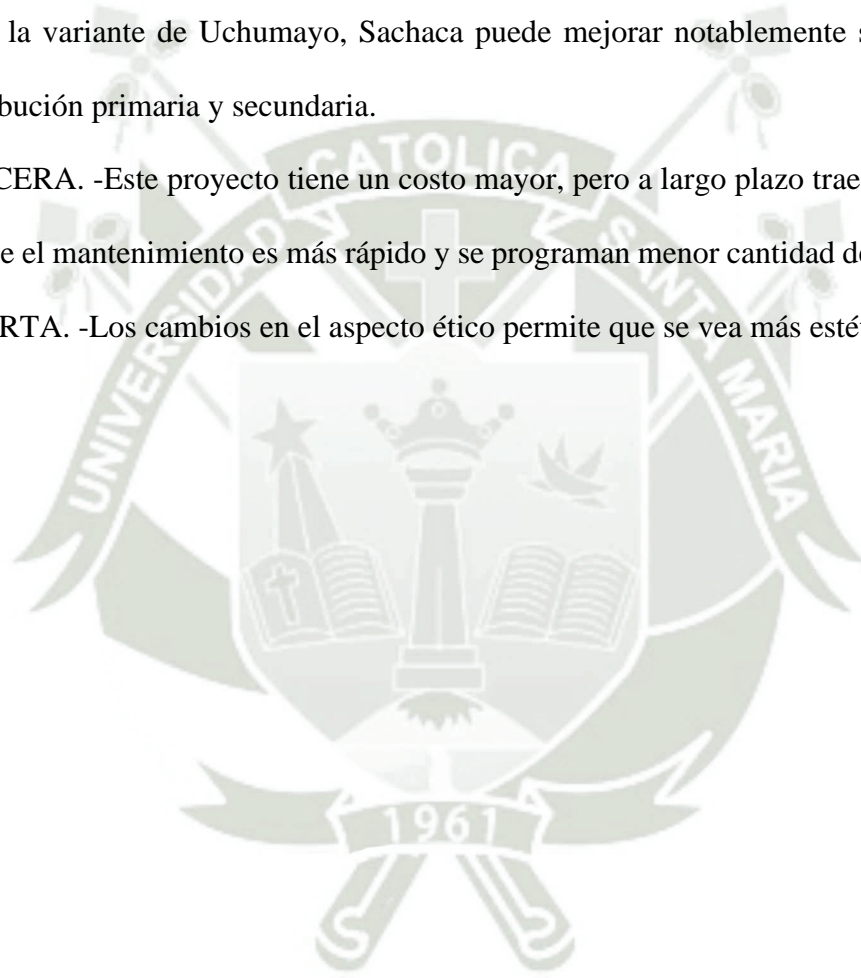 la variante de Uchumayo, Sachaca puede mejorar notablemente
bución primaria y secundaria.
CERA. -Este proyecto tiene un costo mayor, pero a largo plazo trae
e el mantenimiento es más rápido y se programan menor cantidad de
RTA. -Los cambios en el aspecto ético permite que se vea más
UNIVERSIDAD CATOLICA SANTA MARIA
1961